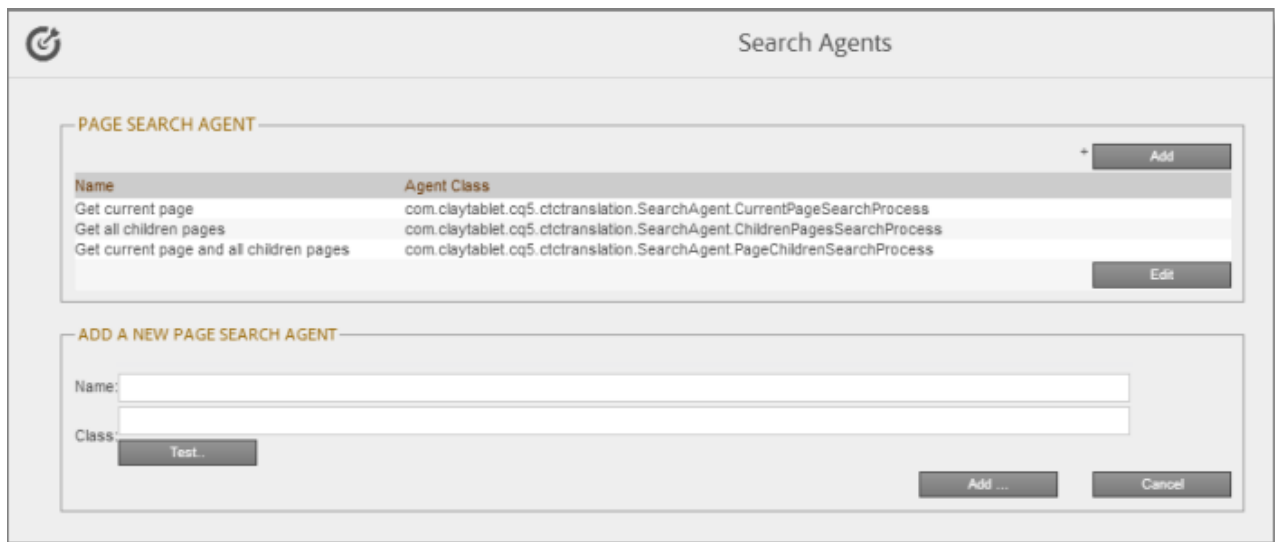 Search Agents
PAGE SEARCH AGENT
+ Add
Name Agent Class
Get current page com.claytablet.cq5.ctctranslation.SearchAgent.CurrentPageSearchProcess
Get all children pages com.claytablet.cq5.ctctranslation.SearchAgent.ChildrenPagesSearchProcess
Get current page and all children pages com.claytablet.cq5.ctctranslation.SearchAgent.PageChildrenSearchProcess
Edit
ADD A NEW PAGE SEARCH AGENT
Name:
Class:
Test..
Add ... Cancel